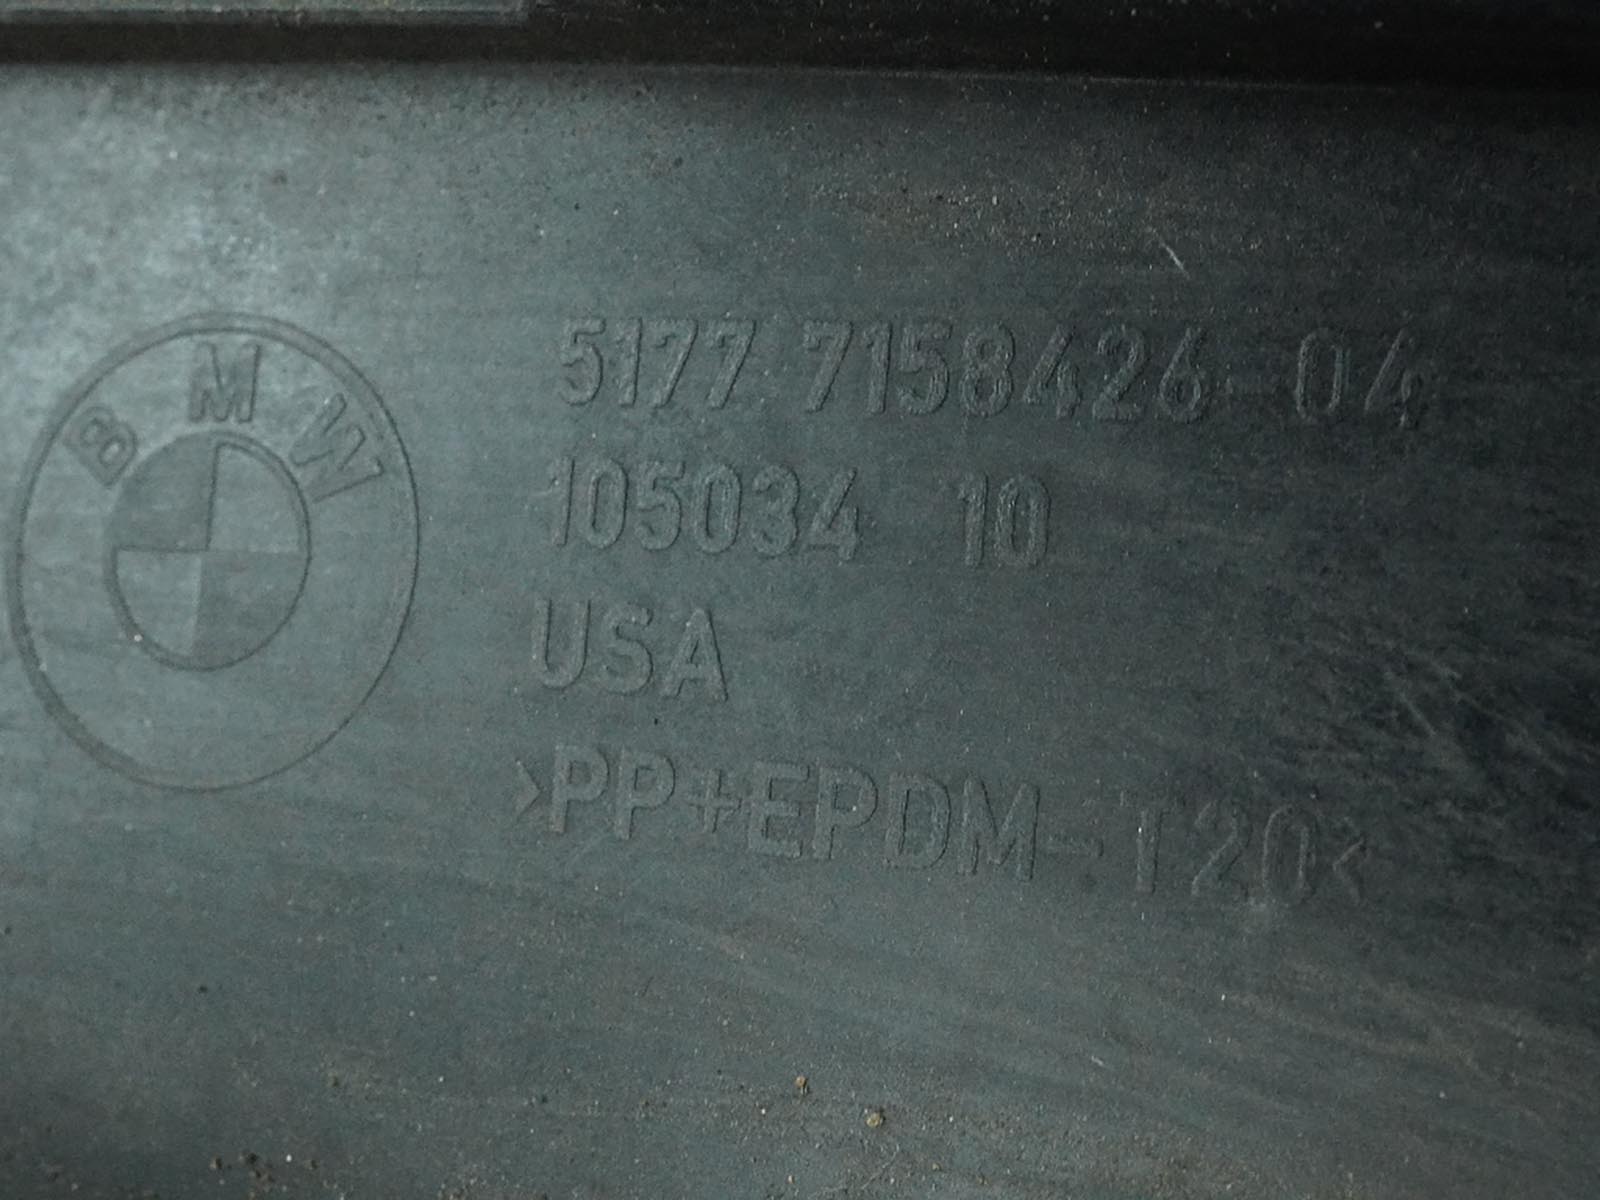 BMW
5177 7158426 04
105034 10
USA
>PP+EPDM-T20<